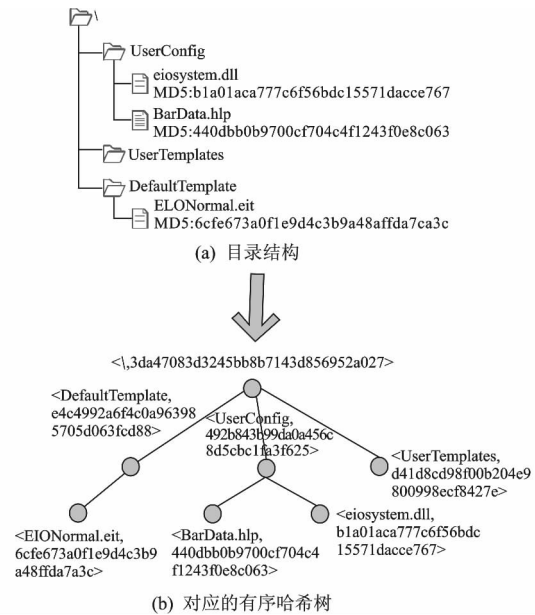 \
UserConfig
eiosystem.dll
MD5:b1a01aca777c6f56bdc15571dacce767
BarData.hlp
MD5:440dbb0b9700cf704c4f1243f0e8c063
UserTemplates
DefaultTemplate
ELONormal.eit
MD5:6cfe673a0f1e9d4c3b9a48affda7ca3c
(a) 目录结构
<\,3da47083d3245bb8b7143d856952a027>
<DefaultTemplate,
e4c4992a6f4c0a96398
5705d063fcd88>
<UserConfig,
492b843b99da0a456c
8d5cbc1fa3f625>
<UserTemplates,
d41d8cd98f00b204e9
800998ecf8427e>
<EIONormal.eit,
6cfe673a0f1e9d4c3b9
a48ffda7a3c>
<BarData.hlp,
440dbb0b9700cf704c4
f1243f0e8c063>
<eiosystem.dll,
b1a01aca777c6f56bdc
15571dacce767>
(b) 对应的有序哈希树